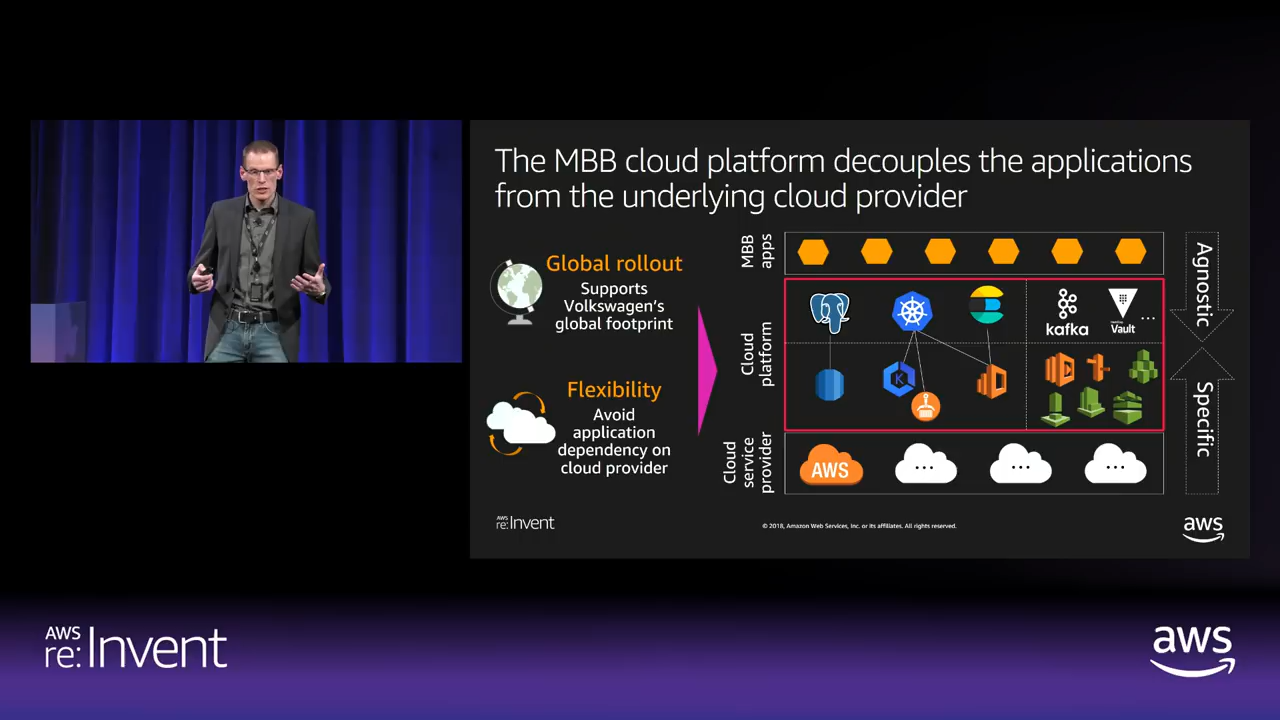 The MBB cloud platform decouples the applications
from the underlying cloud provider
Global rollout
Supports
Volkswagen's
global footprint
Flexibility
Avoid
application
dependency on
cloud provider
MBB
apps
Cloud
platform
Cloud
service
provider
kafka
Vault
...
K
AWS
...
...
...
Agnostic
Specific
AWS
re:Invent
© 2018, Amazon Web Services, Inc. or its affiliates. All rights reserved.
aws
AWS
re:Invent
aws